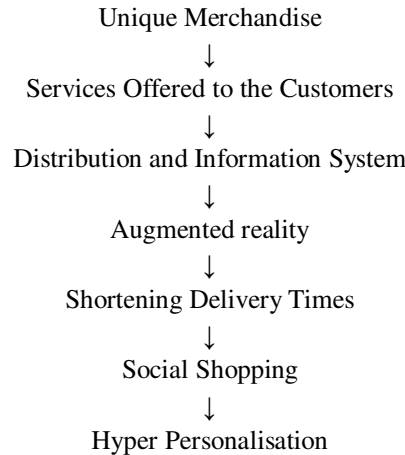 Unique Merchandise
↓
Services Offered to the Customers
↓
Distribution and Information System
↓
Augmented reality
↓
Shortening Delivery Times
↓
Social Shopping
↓
Hyper Personalisation